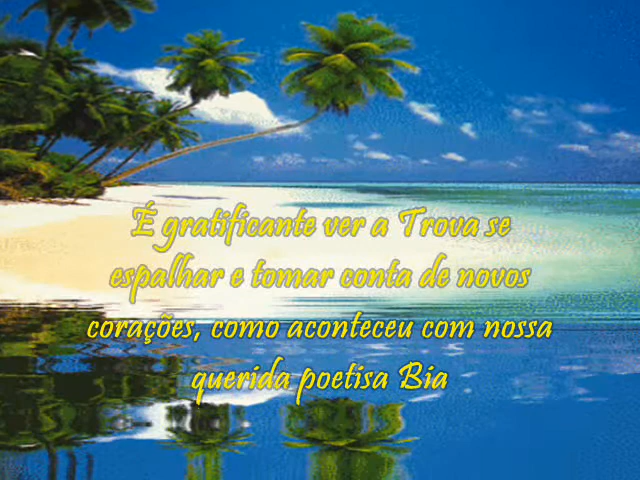 É gratificante ver a Trova se
espalhar e tomar conta de novos
corações, como aconteceu com nossa
querida poetisa Bia